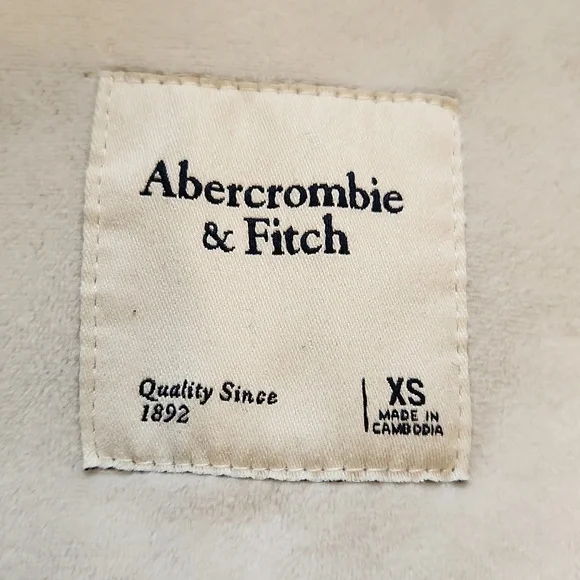 Abercrombie
& Fitch
Quality Since
1892
XS
MADE IN
CAMBODIA